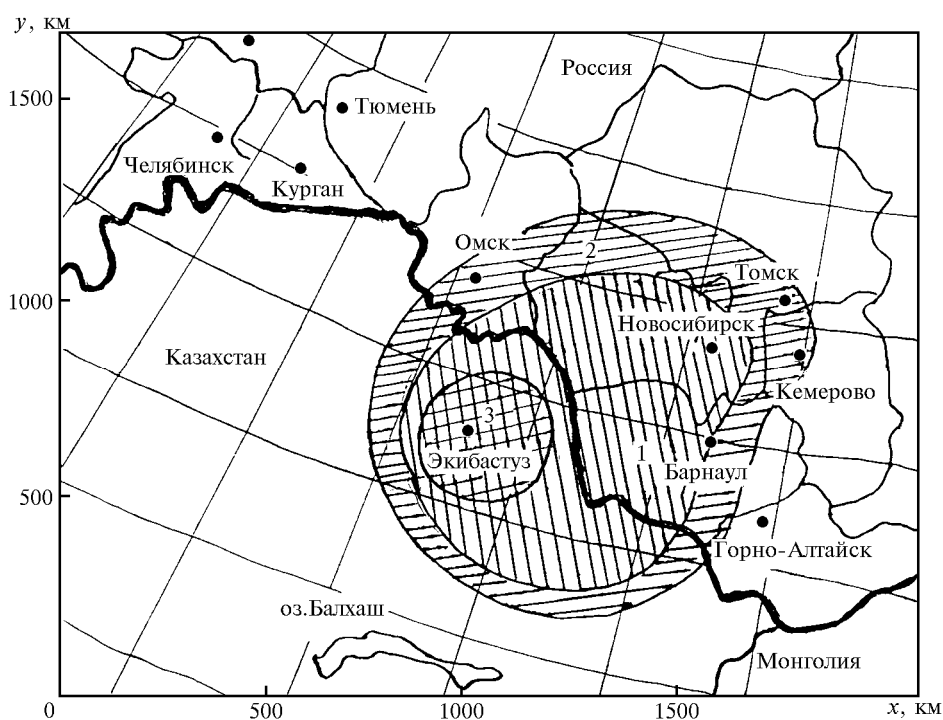 y, км
Россия
1500
Тюмень
Челябинск
Курган
Омск
2
Томск
1000
Новосибирск
Казахстан
Кемерово
3
Экибастуз
1
Барнаул
500
Горно-Алтайск
оз.Балхаш
Монголия
0
500
1000
1500
x, км